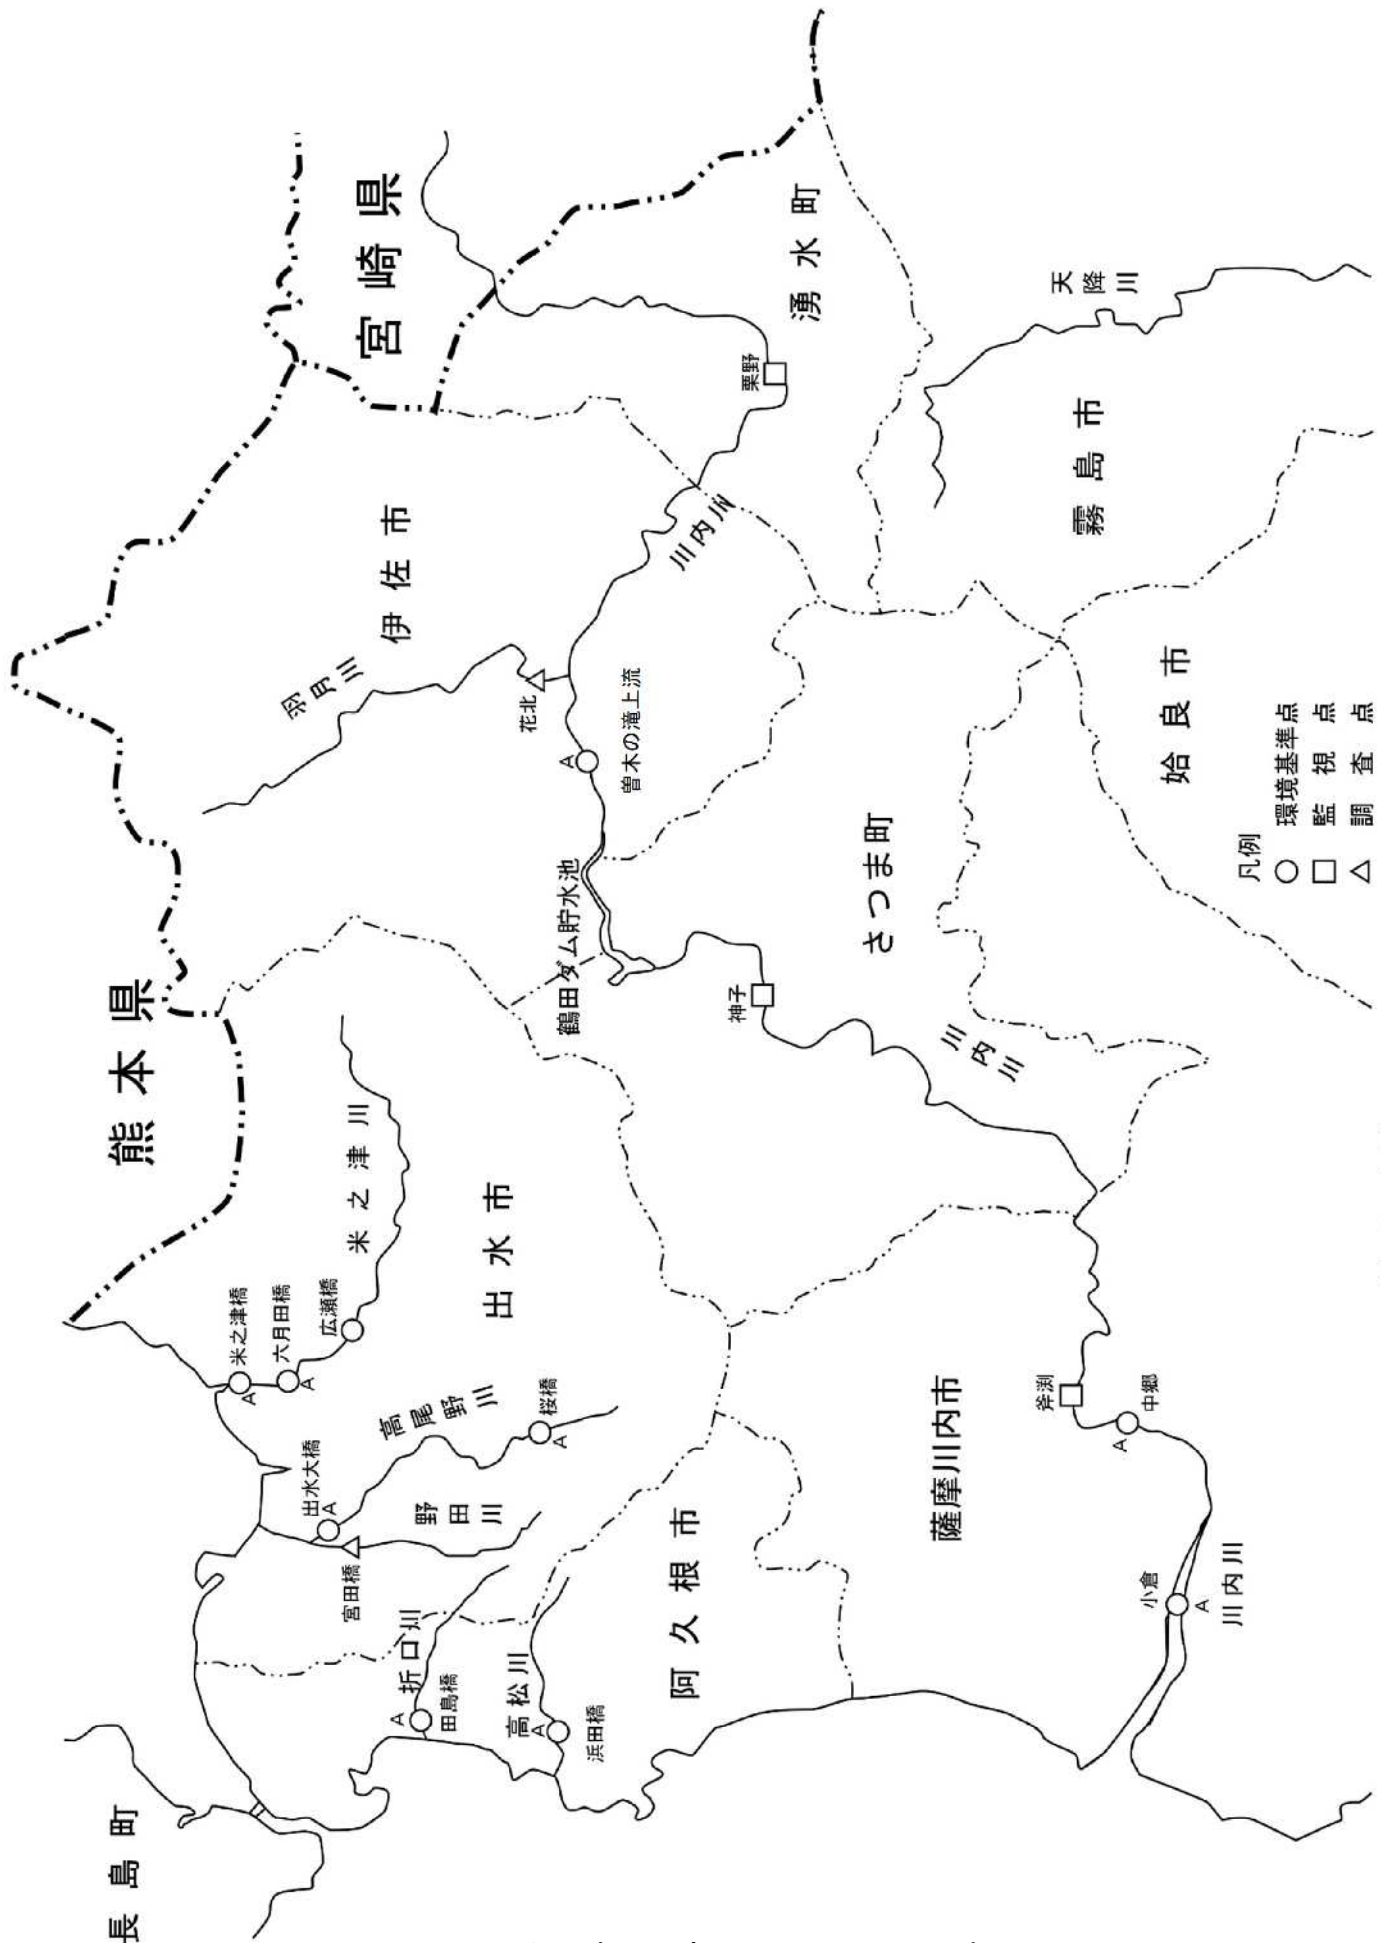 熊本県
宮崎県
長島町
出水市
伊佐市
湧水町
阿久根市
薩摩川内市
さつま町
霧島市
姶良市
米之津橋
A
六月田橋
A
広瀬橋
米之津川
出水大橋
A
高尾野川
桜橋
A
野田川
宮田橋
折口川
A
田島橋
高松川
A
浜田橋
羽月川
花北
A
曽木の滝上流
鶴田ダム貯水池
川内川
栗野
天降川
神子
川内川
斧渕
A
中郷
小倉
A
川内川
凡例
○ 環境基準点
□ 監視点
△ 調査点